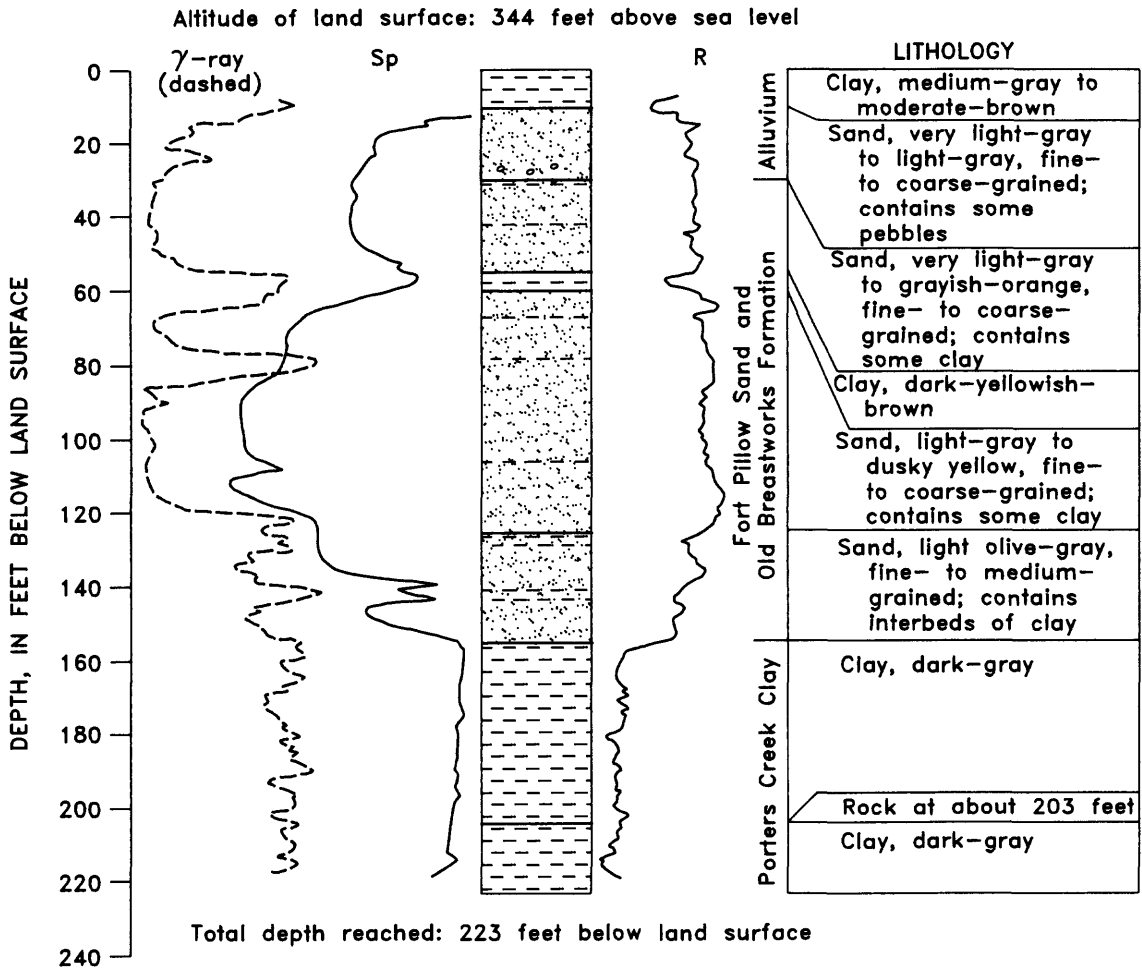 Altitude of land surface: 344 feet above sea level
γ-ray
(dashed)
Sp
R
LITHOLOGY
DEPTH, IN FEET BELOW LAND SURFACE
0
20
40
60
80
100
120
140
160
180
200
220
240
Alluvium
Fort Pillow Sand and
Old Breastworks Formation
Porters Creek Clay
Clay, medium-gray to
moderate-brown
Sand, very light-gray
to light-gray, fine-
to coarse-grained;
contains some
pebbles
Sand, very light-gray
to grayish-orange,
fine- to coarse-
grained; contains
some clay
Clay, dark-yellowish-
brown
Sand, light-gray to
dusky yellow, fine-
to coarse-grained;
contains some clay
Sand, light olive-gray,
fine- to medium-
grained; contains
interbeds of clay
Clay, dark-gray
Rock at about 203 feet
Clay, dark-gray
Total depth reached: 223 feet below land surface